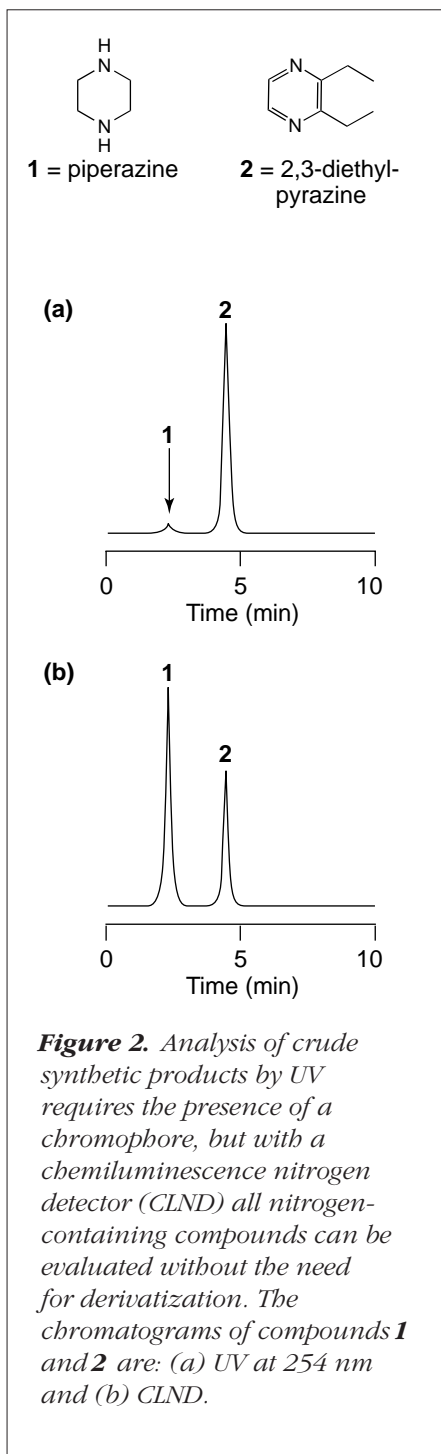 H
N
N
H
N
N
1 = piperazine
2 = 2,3-diethyl-
pyrazine
(a)
2
1
0 5 10
Time (min)
(b)
1
2
0 5 10
Time (min)
Figure 2. Analysis of crude
synthetic products by UV
requires the presence of a
chromophore, but with a
chemiluminescence nitrogen
detector (CLND) all nitrogen-
containing compounds can be
evaluated without the need
for derivatization. The
chromatograms of compounds 1
and 2 are: (a) UV at 254 nm
and (b) CLND.